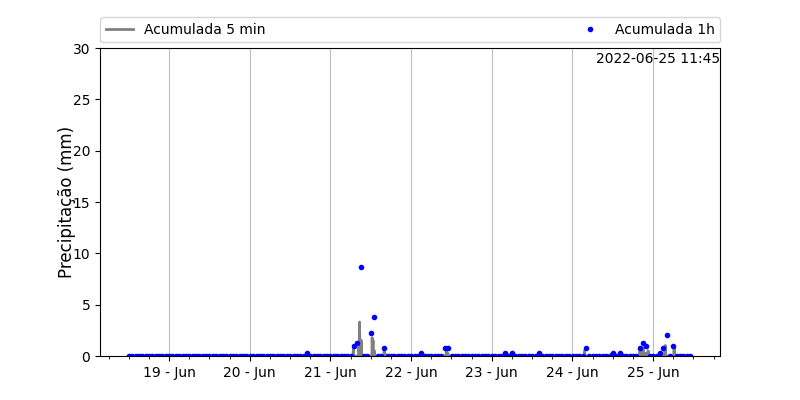 Acumulada 5 min
Acumulada 1h
2022-06-25 11:45
Precipitação (mm)
30
25
20
15
10
5
0
19 - Jun
20 - Jun
21 - Jun
22 - Jun
23 - Jun
24 - Jun
25 - Jun